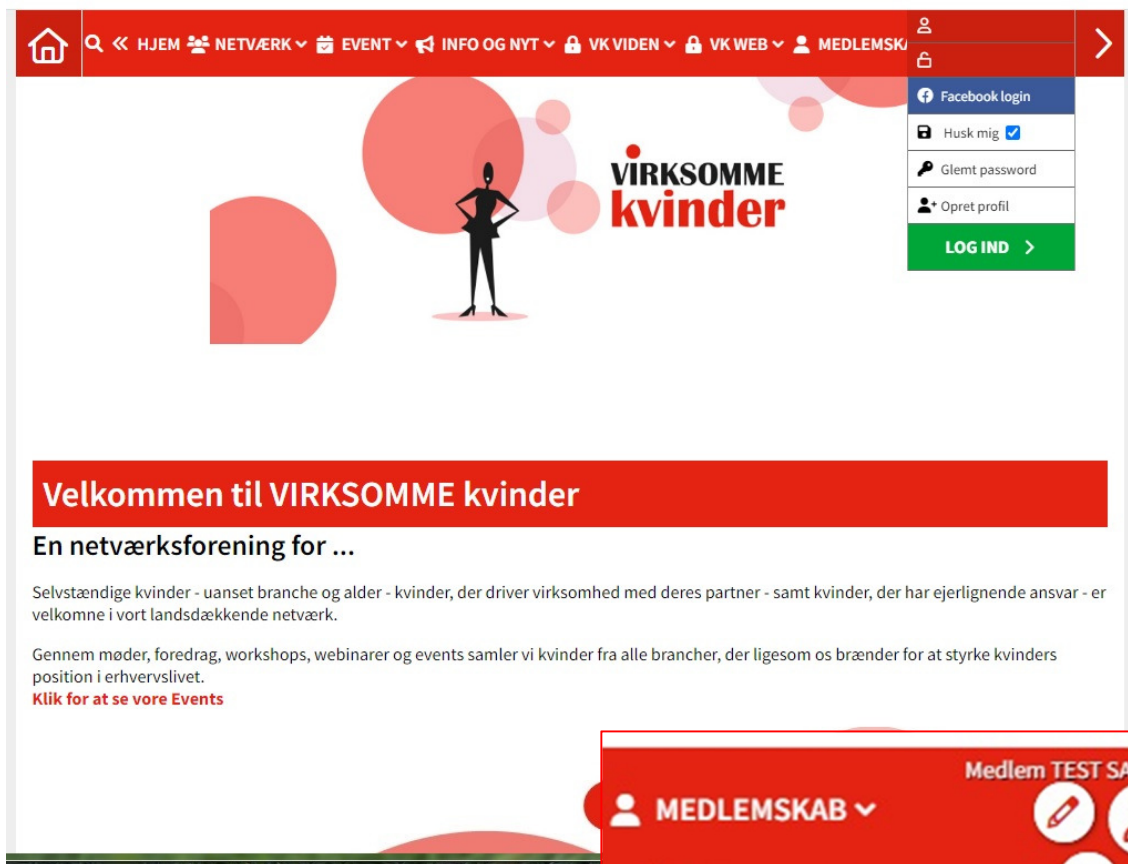 HJEM NETVÆRK EVENT INFO OG NYT VK VIDEN VK WEB MEDLEMSKA
Facebook login
Husk mig
Glemt password
Opret profil
LOG IND
VIRKSOMME
kvinder
Velkommen til VIRKSOMME kvinder
En netværksforening for ...
Selvstændige kvinder - uanset branche og alder - kvinder, der driver virksomhed med deres partner - samt kvinder, der har ejerlignende ansvar - er
velkomne i vort landsdækkende netværk.
Gennem møder, foredrag, workshops, webinarer og events samler vi kvinder fra alle brancher, der ligesom os brænder for at styrke kvinders
position i erhvervslivet.
Klik for at se vore Events
Medlem TEST SA
MEDLEMSKAB